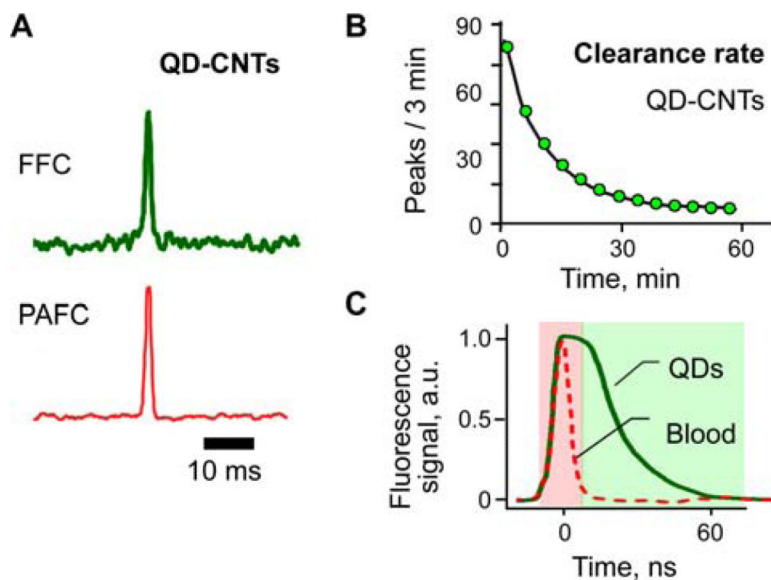 A
QD-CNTs
FFC
PAFC
10 ms
B
90
60
30
0
Peaks / 3 min
Clearance rate
QD-CNTs
0
30
60
Time, min
C
1.0
0.5
0
Fluorescence
signal, a.u.
QDs
Blood
0
60
Time, ns